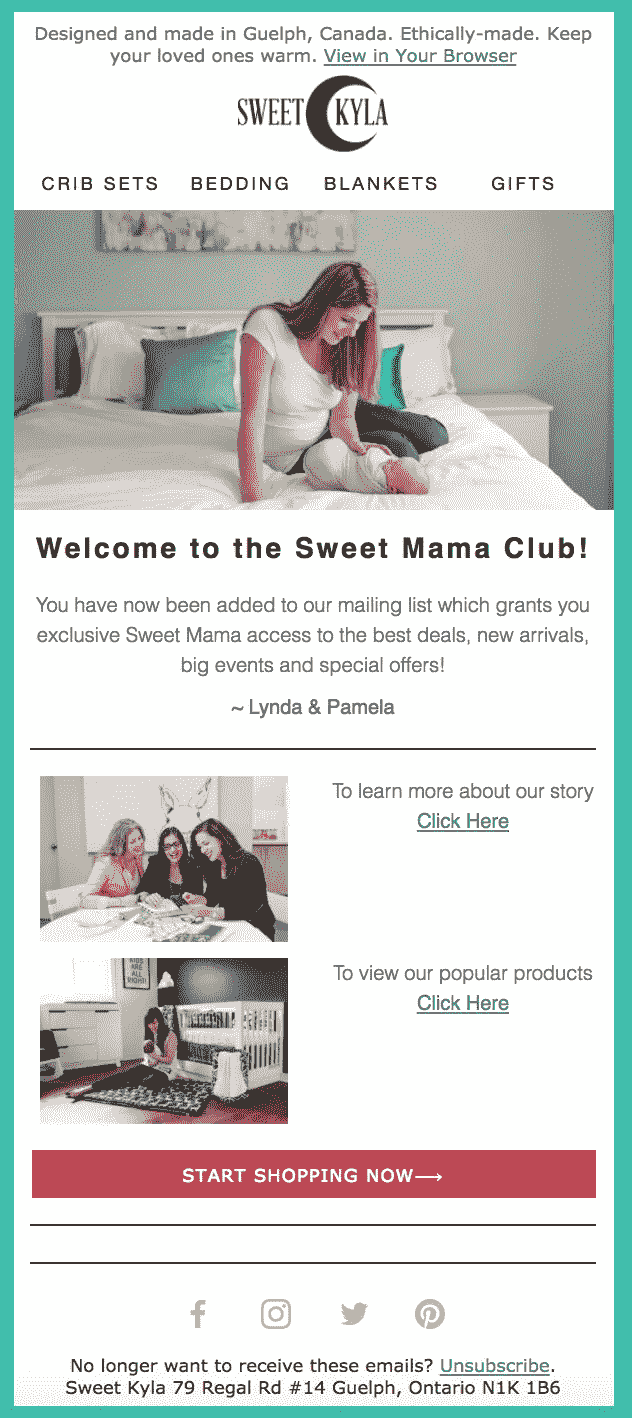 Designed and made in Guelph, Canada. Ethically-made. Keep
your loved ones warm. View in Your Browser
SWEET KYLA
CRIB SETS BEDDING BLANKETS GIFTS
Welcome to the Sweet Mama Club!
You have now been added to our mailing list which grants you
exclusive Sweet Mama access to the best deals, new arrivals,
big events and special offers!
~ Lynda & Pamela
To learn more about our story
Click Here
KIDS
ARE
ALL
To view our popular products
Click Here
START SHOPPING NOW⟶
No longer want to receive these emails? Unsubscribe.
Sweet Kyla 79 Regal Rd #14 Guelph, Ontario N1K 1B6